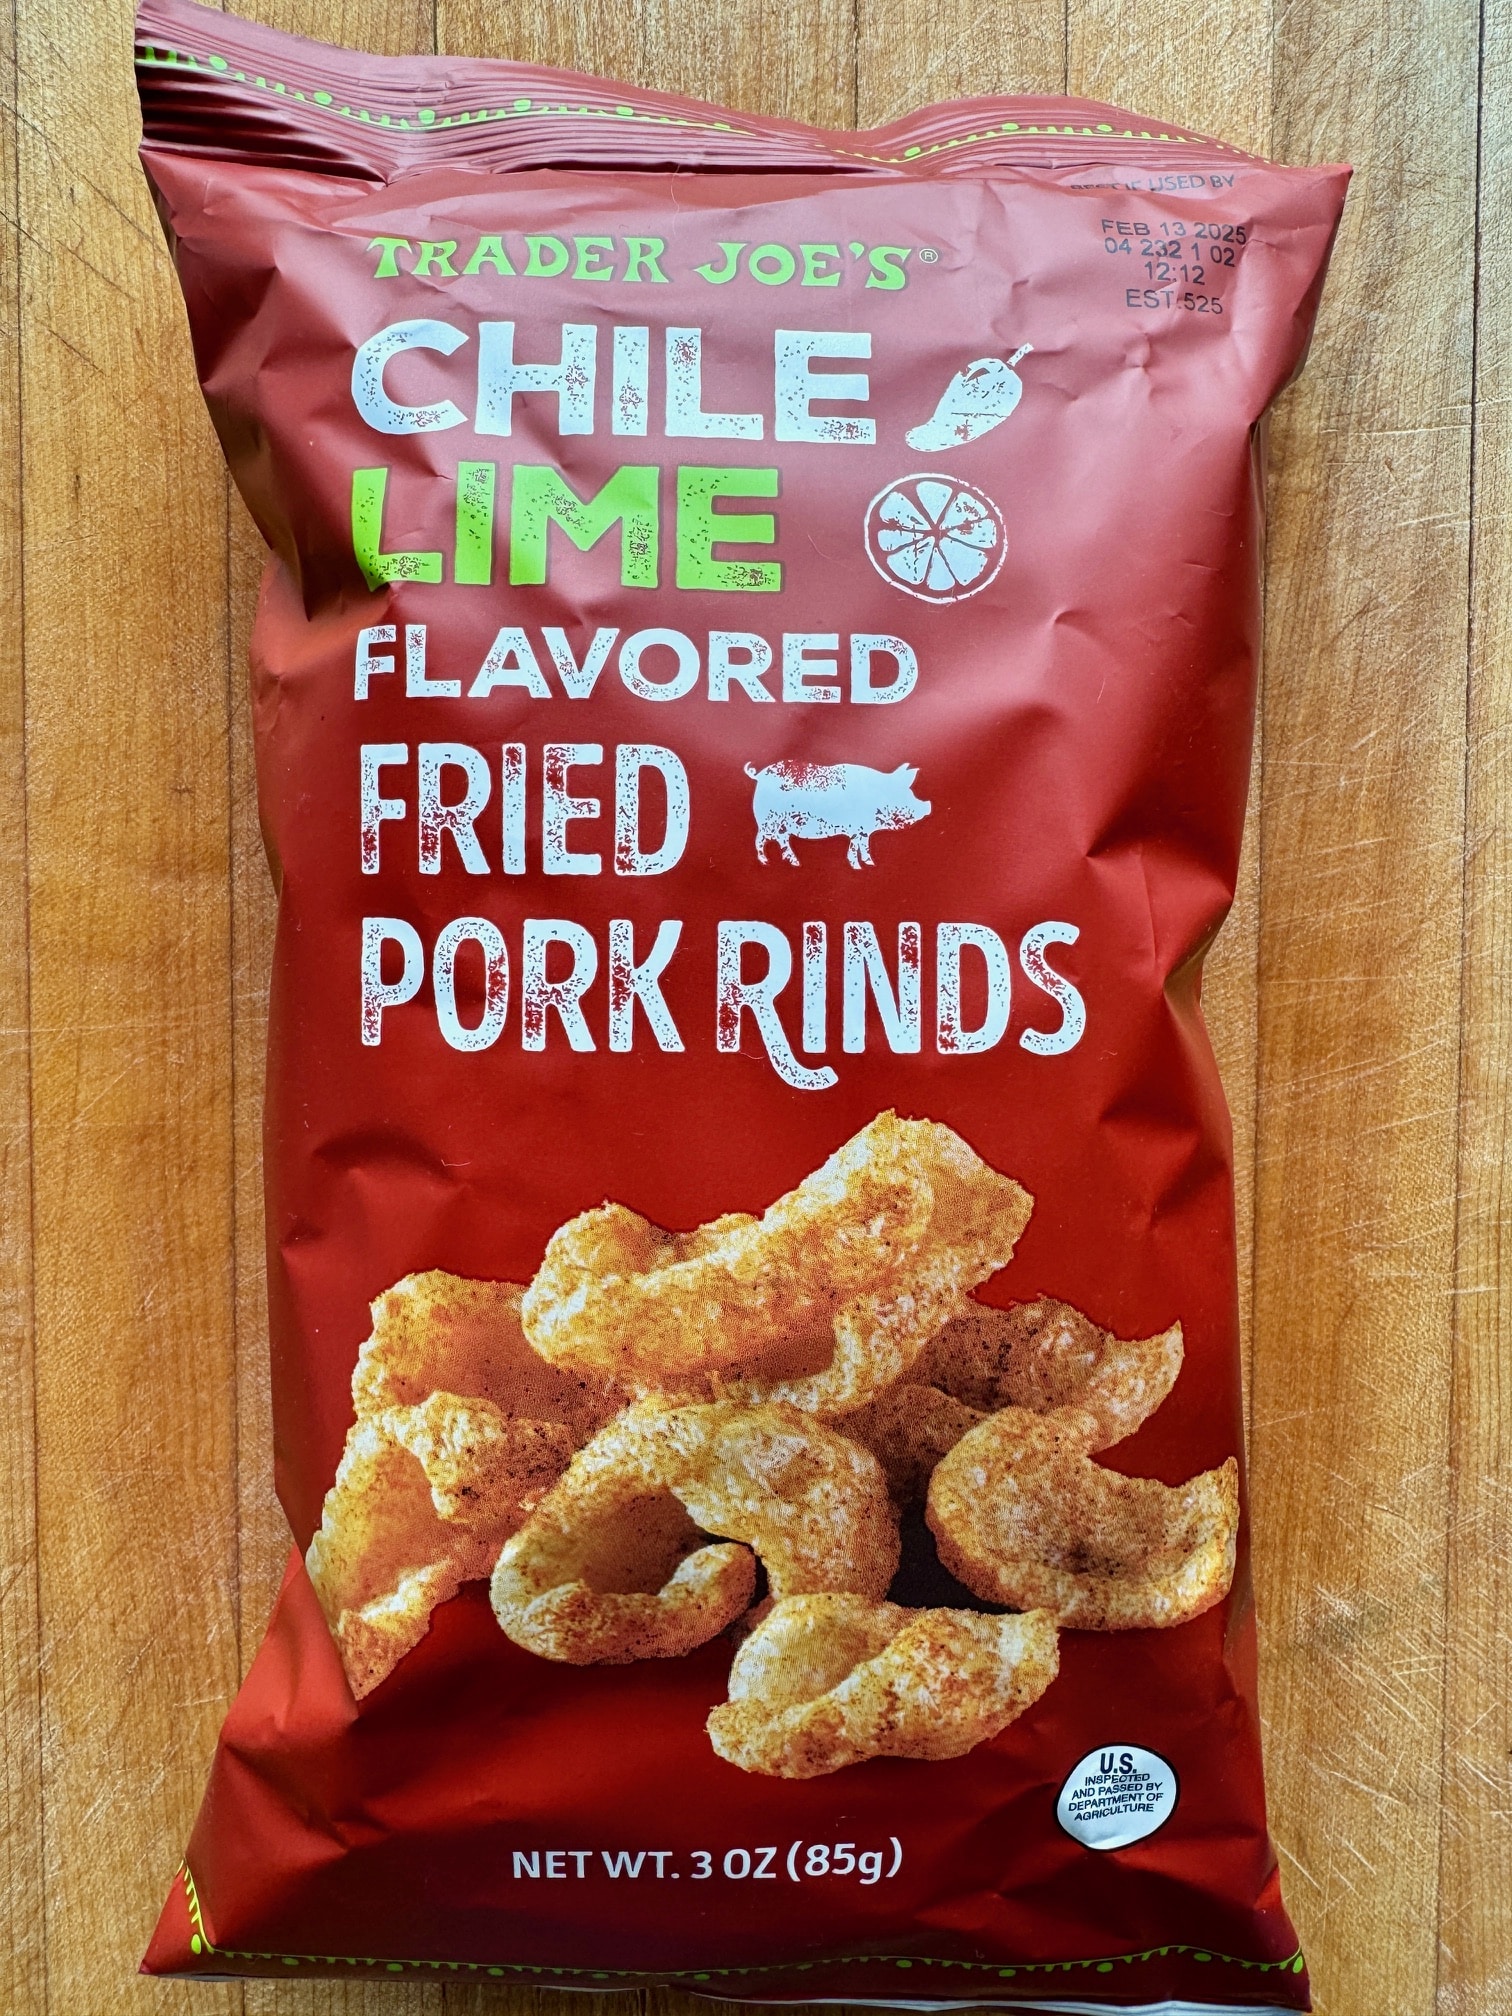 BEST IF USED BY
FEB 13 2025
04 232 1 02
12:12
EST.525
TRADER JOE'S®
CHILE
LIME
FLAVORED
FRIED
PORK RINDS
U.S.
INSPECTED
AND PASSED BY
DEPARTMENT OF
AGRICULTURE
NET WT. 3 OZ (85g)